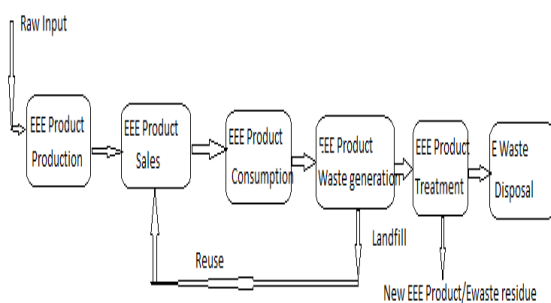 Raw Input
EEE Product
Production
EEE Product
Sales
EEE Product
Consumption
EEE Product
Waste generation
EEE Product
Treatment
E Waste
Disposal
Landfill
Reuse
New EEE Product/Ewaste residue